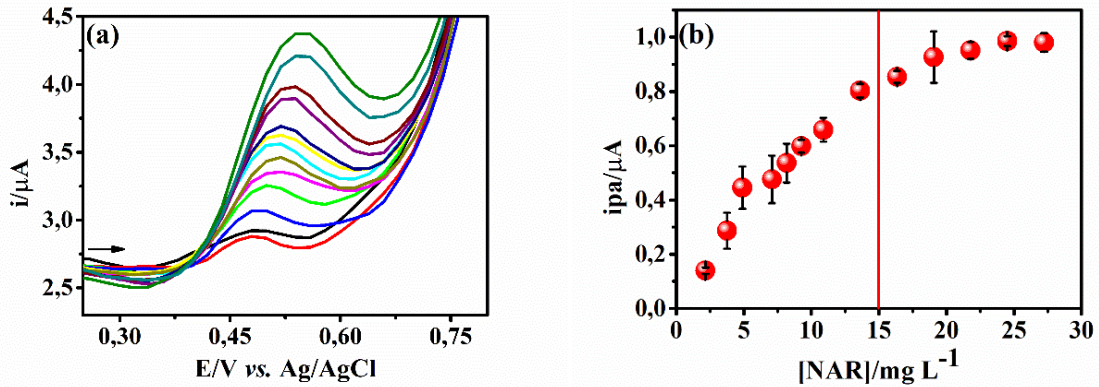 (a)
4,5
4,0
3,5
3,0
2,5
i/μA
0,30 0,45 0,60 0,75
E/V vs. Ag/AgCl
(b)
1,0
0,8
0,6
0,4
0,2
0,0
ipa/μA
0 5 10 15 20 25 30
[NAR]/mg L⁻¹